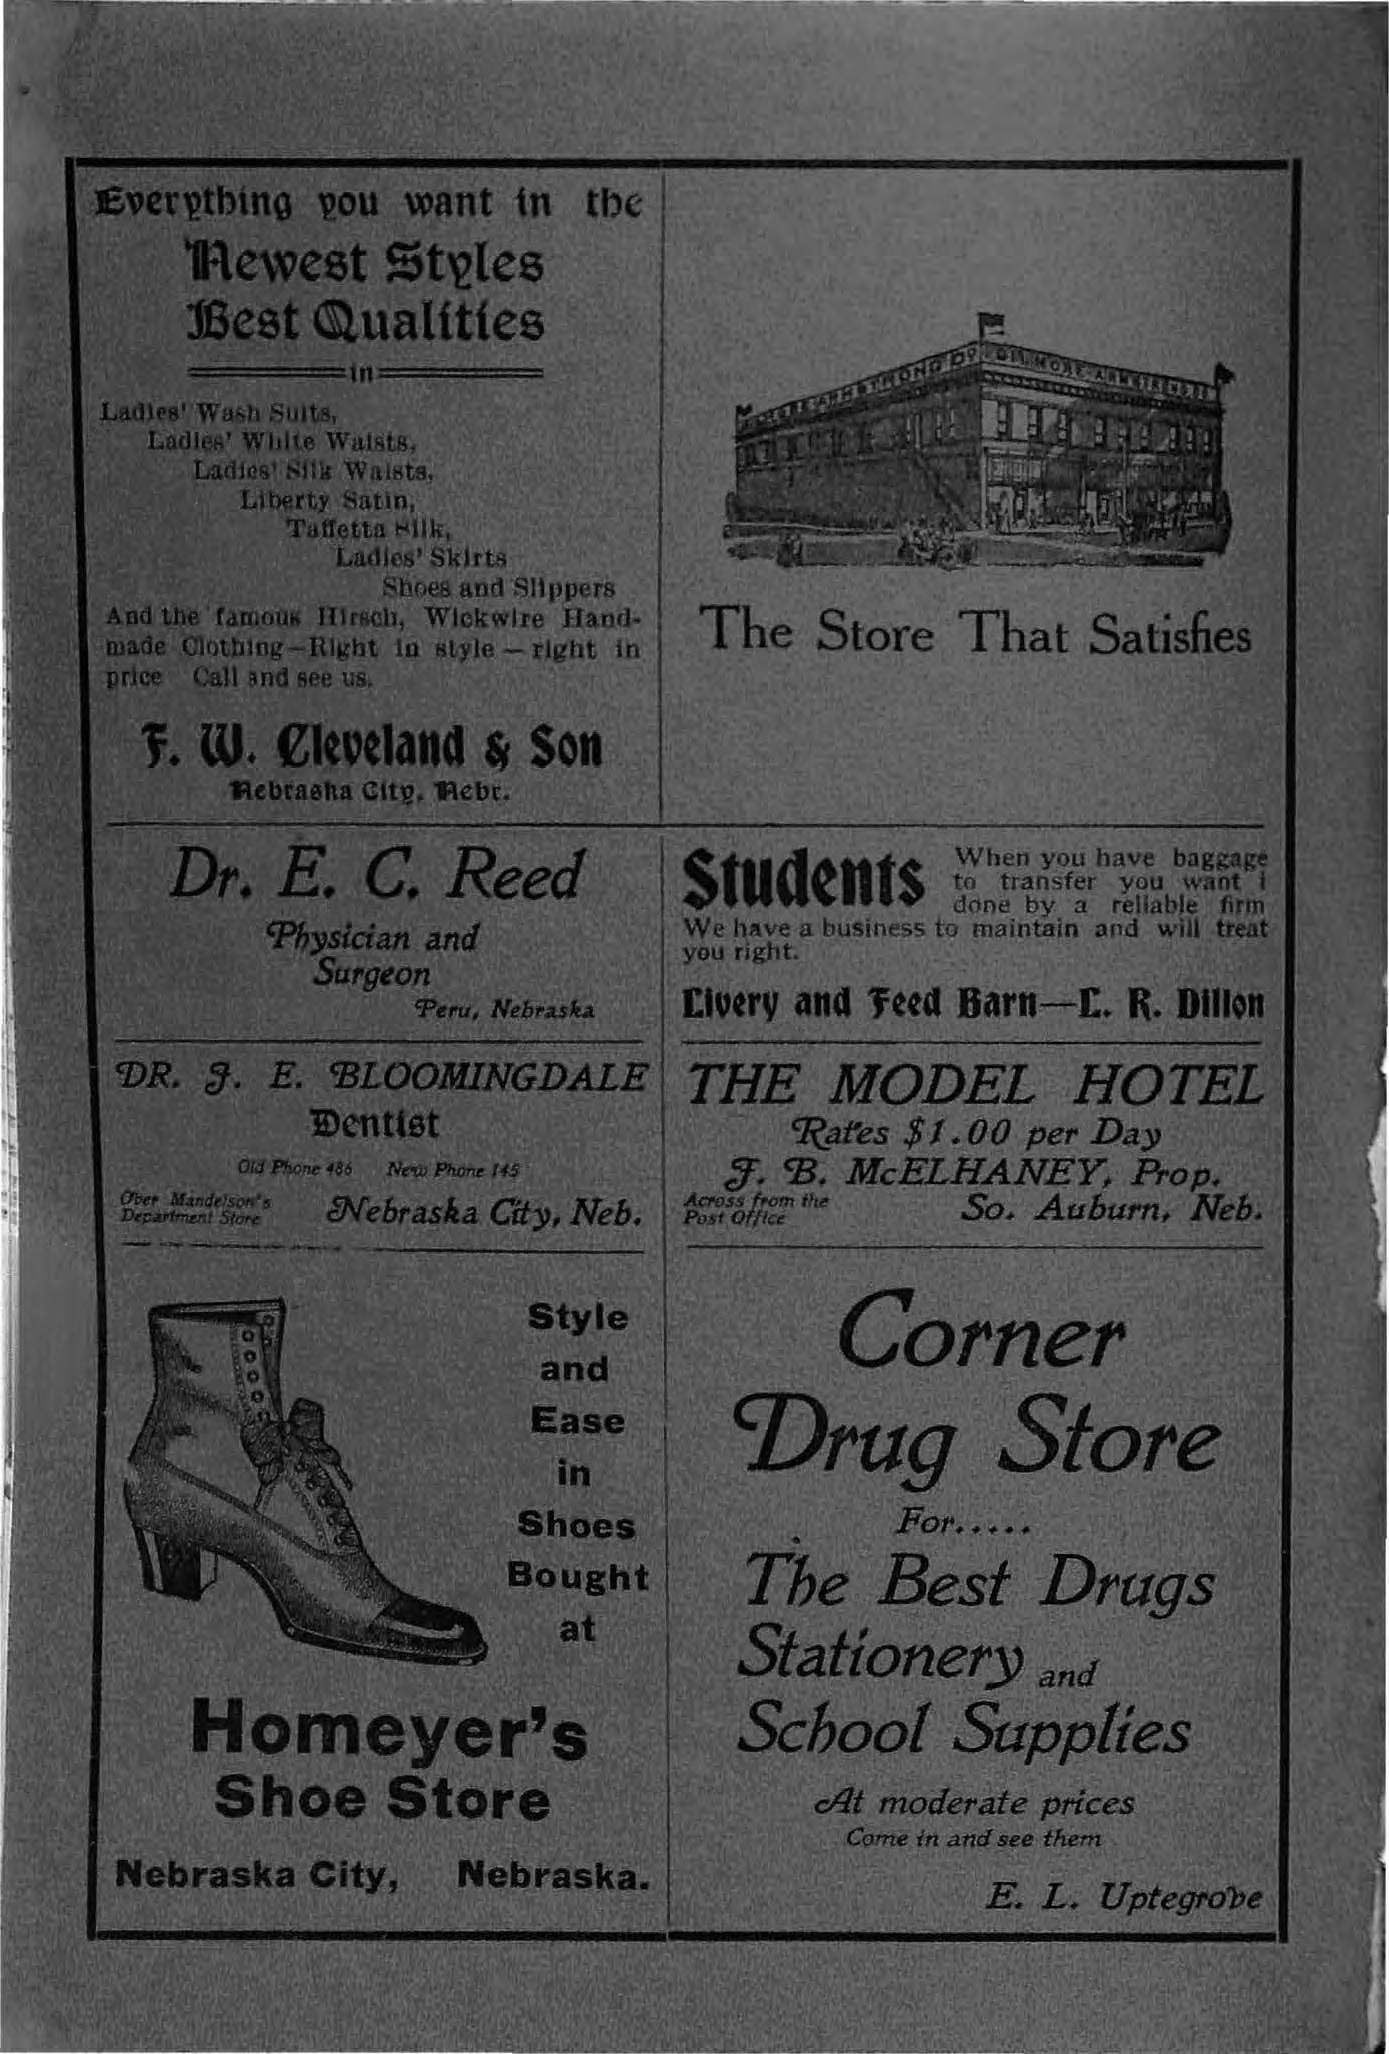 Everything you want in the
Newest Styles
Best Qualities
in
Ladies' Wash Suits,
Ladies' White Waists,
Ladies' Silk Waists,
Liberty Satin,
Taffetta Silk,
Ladies' Skirts
Shoes and Slippers
And the famous Hirsch, Wickwire Hand-
made Clothing—Right in style — right in
price Call and see us.
F. W. Cleveland & Son
Nebraska City, Nebr.
The Store That Satisfies
Dr. E. C. Reed
Physician and
Surgeon
Peru, Nebraska
Students
When you have baggage
to transfer you want i
done by a reliable firm
We have a business to maintain and will treat
you right.
Livery and Feed Barn—C. R. Dillon
DR. J. E. BLOOMINGDALE
Dentist
Old Phone 486 New Phone 145
Over Mandelson's
Department Store
Nebraska City, Neb.
THE MODEL HOTEL
Rates $1.00 per Day
J. B. McELHANEY, Prop.
Across from the
Post Office
So. Auburn, Neb.
Style
and
Ease
in
Shoes
Bought
at
Homeyer's
Shoe Store
Nebraska City, Nebraska.
Corner
Drug Store
For.....
The Best Drugs
Stationery and
School Supplies
At moderate prices
Come in and see them
E. L. Uptegrove